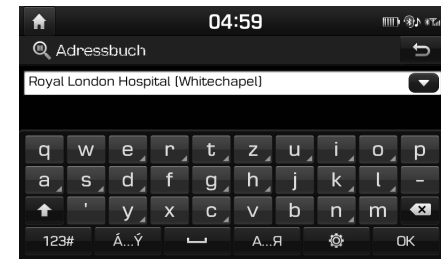 04:59
Adressbuch
Royal London Hospital (Whitechapel)
q w e r t z u i o p
a s d f g h j k l -
' y x c v b n m
123# Á...Ý A...Я OK